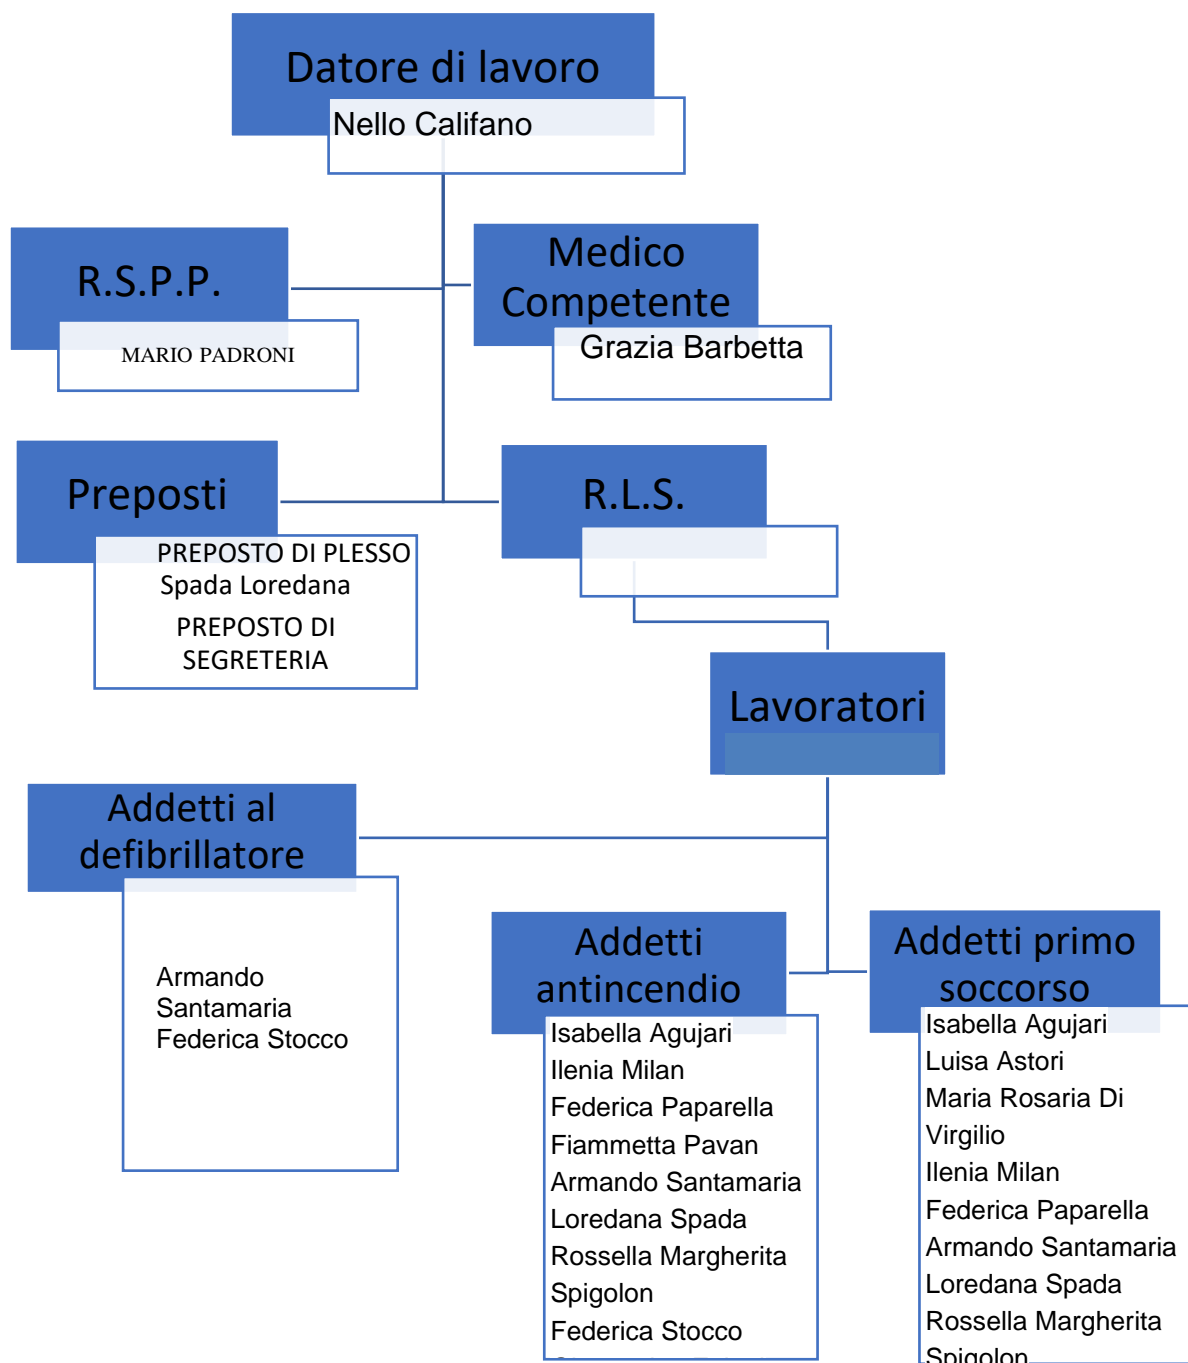 Datore di lavoro
Nello Califano
R.S.P.P.
MARIO PADRONI
Medico
Competente
Grazia Barbetta
Preposti
PREPOSTO DI PLESSO
Spada Loredana
PREPOSTO DI
SEGRETERIA
R.L.S.
Lavoratori
Addetti al
defibrillatore
Armando
Santamaria
Federica Stocco
Addetti
antincendio
Isabella Agujari
Ilenia Milan
Federica Paparella
Fiammetta Pavan
Armando Santamaria
Loredana Spada
Rossella Margherita
Spigolon
Federica Stocco
Addetti primo
soccorso
Isabella Agujari
Luisa Astori
Maria Rosaria Di
Virgilio
Ilenia Milan
Federica Paparella
Armando Santamaria
Loredana Spada
Rossella Margherita
Spigolon